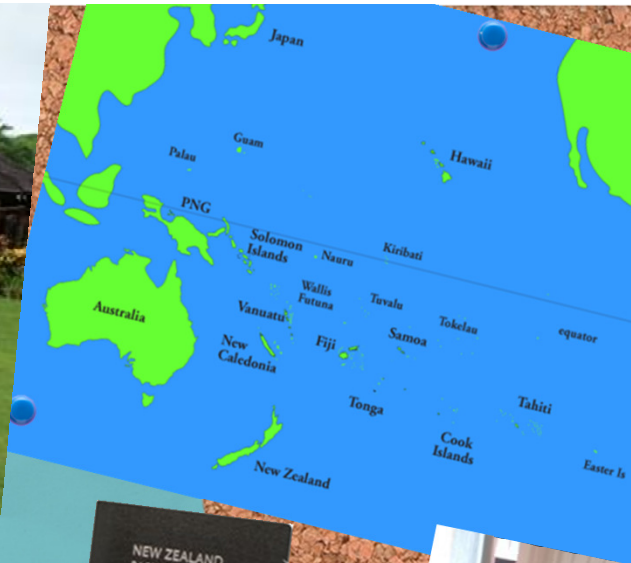 Japan
Guam
Palau
Hawaii
PNG
Solomon
Islands
Nauru
Kiribati
Wallis
Futuna
Tuvalu
Vanuatu
Tokelau
equator
Australia
Fiji
Samoa
New
Caledonia
Tonga
Tahiti
Cook
Islands
Easter Is
New Zealand
NEW ZEALAND